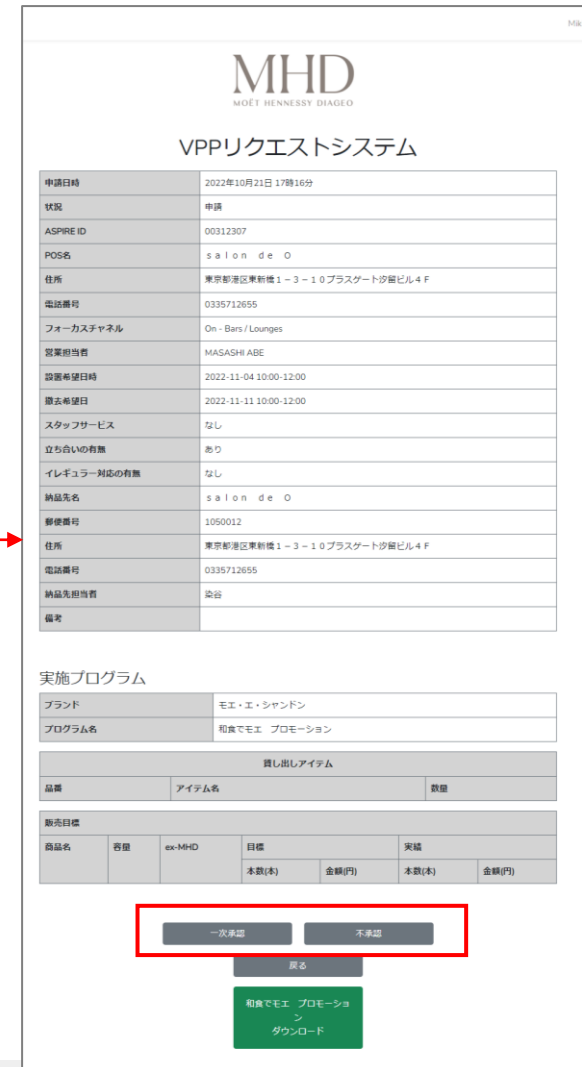 Mik
MHD
MOËT HENNESSY DIAGEO
VPPリクエストシステム
申請日時 2022年10月21日 17時16分
状況 申請
ASPIRE ID 00312307
POS名 ｓａｌｏｎ　ｄｅ　Ｏ
住所 東京都港区東新橋１－３－１０プラスゲート汐留ビル４Ｆ
電話番号 0335712655
フォーカスチャネル On - Bars / Lounges
営業担当者 MASASHI ABE
設置希望日時 2022-11-04 10:00-12:00
撤去希望日 2022-11-11 10:00-12:00
スタッフサービス なし
立ち合いの有無 あり
イレギュラー対応の有無 なし
納品先名 ｓａｌｏｎ　ｄｅ　Ｏ
郵便番号 1050012
住所 東京都港区東新橋１－３－１０プラスゲート汐留ビル４Ｆ
電話番号 0335712655
納品先担当者 染谷
備考
実施プログラム
ブランド モエ・エ・シャンドン
プログラム名 和食でモエ　プロモーション
貸し出しアイテム
品番 アイテム名 数量
販売目標
商品名 容量 ex-MHD 目標 実績
本数(本) 金額(円) 本数(本) 金額(円)
一次承認 不承認
戻る
和食でモエ　プロモーショ
ン
ダウンロード